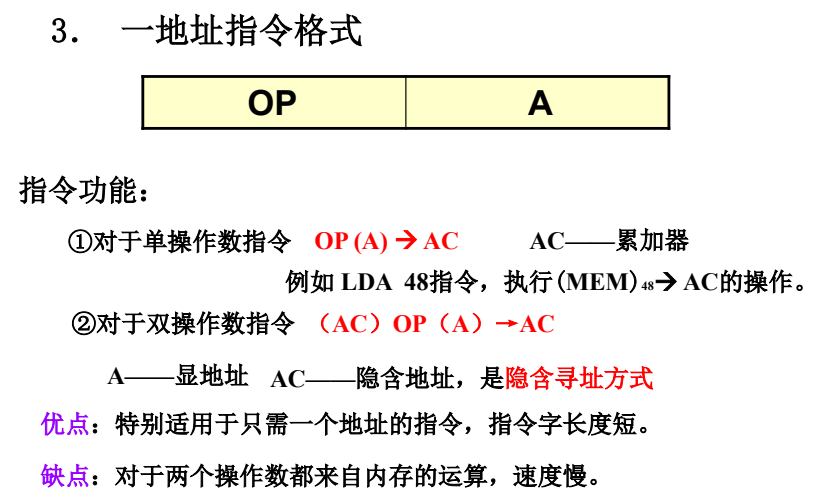 3. 一地址指令格式
OP A
指令功能：
①对于单操作数指令 OP (A) → AC AC——累加器
例如 LDA 48指令，执行(MEM)₄₈→ AC的操作。
②对于双操作数指令 （AC）OP（A）→AC
A——显地址 AC——隐含地址，是隐含寻址方式
优点：特别适用于只需一个地址的指令，指令字长度短。
缺点：对于两个操作数都来自内存的运算，速度慢。